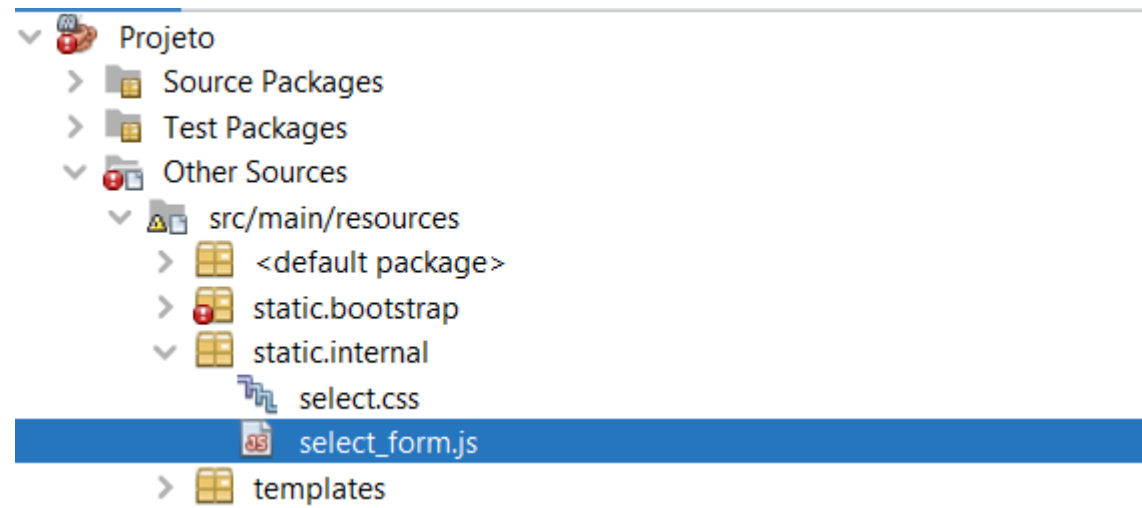 Projeto
Source Packages
Test Packages
Other Sources
src/main/resources
<default package>
static.bootstrap
static.internal
select.css
select_form.js
templates